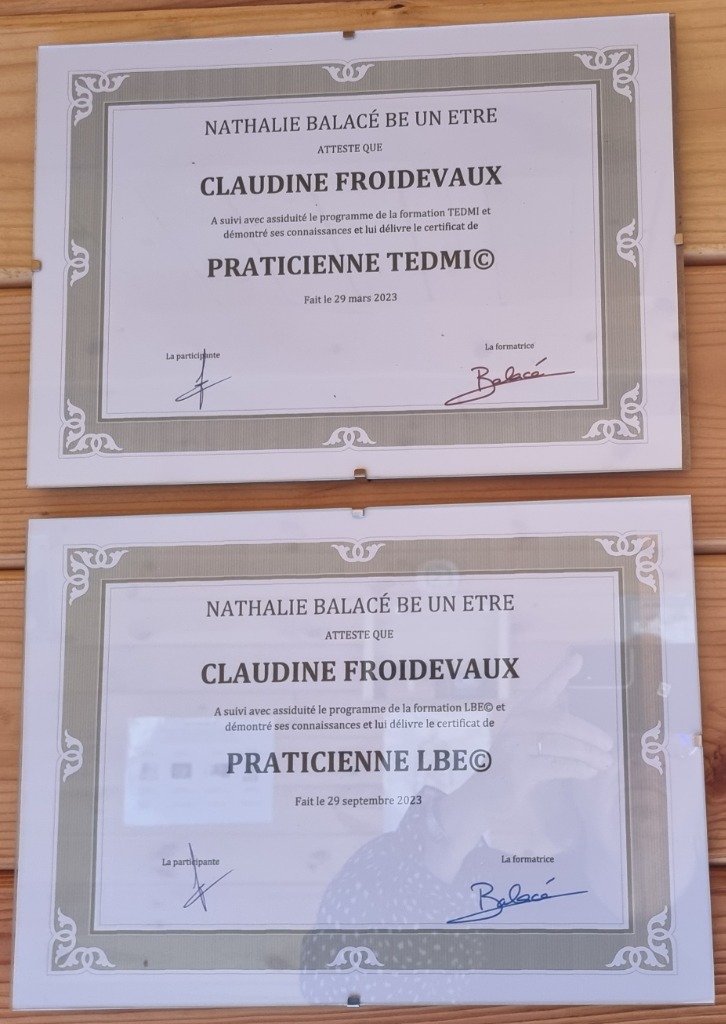 NATHALIE BALACÉ BE UN ETRE
ATTESTE QUE
CLAUDINE FROIDEVAUX
A suivi avec assiduité le programme de la formation TEDMI et
démontré ses connaissances et lui délivre le certificat de
PRATICIENNE TEDMI©
Fait le 29 mars 2023
La participante
La formatrice
Balacé
NATHALIE BALACÉ BE UN ETRE
ATTESTE QUE
CLAUDINE FROIDEVAUX
A suivi avec assiduité le programme de la formation LBE© et
démontré ses connaissances et lui délivre le certificat de
PRATICIENNE LBE©
Fait le 29 septembre 2023
La participante
La formatrice
Balacé